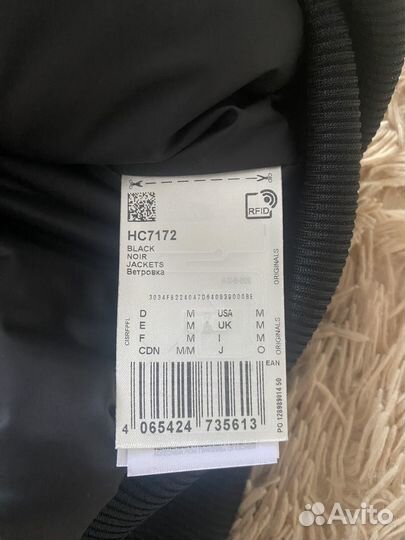 RFID
HC7172
BLACK
NOIR
JACKETS
Ветровка
ORIGINALS
D M USA M
E M UK M
F M I M
CDN M/M J O
ORIGINALS
EAN
4 065424 735613
Avito